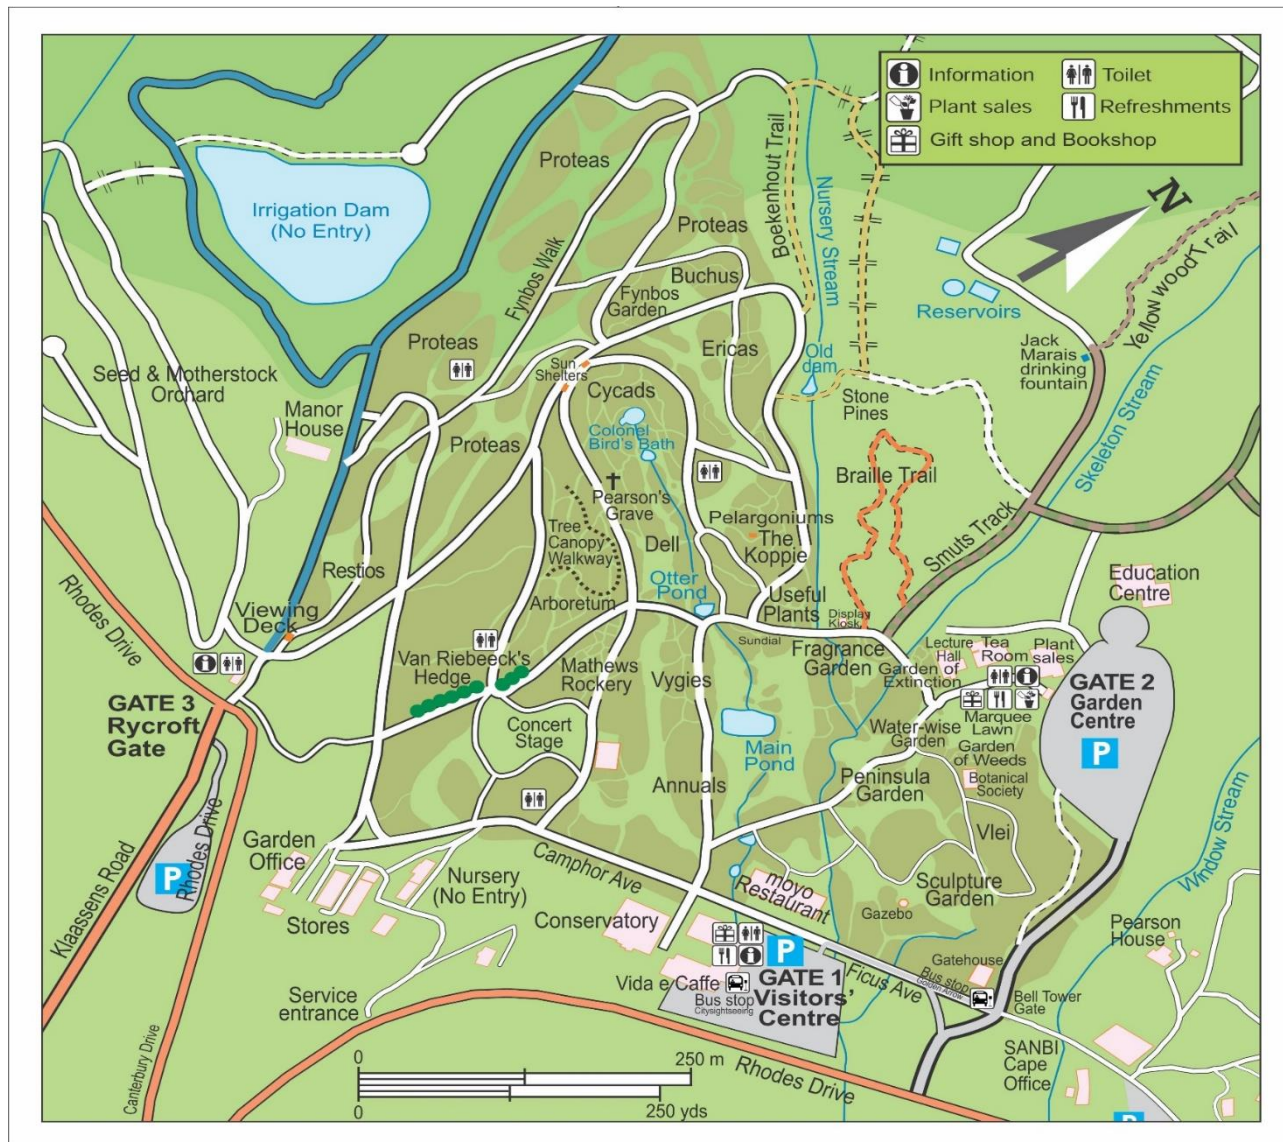 Information
Toilet
Plant sales
Refreshments
Gift shop and Bookshop
N
Proteas
Irrigation Dam
(No Entry)
Fynbos Walk
Proteas
Boekenhout Trail
Nursery Stream
Buchus
Fynbos
Garden
Reservoirs
Yellowwood Trail
Jack
Marais
drinking
fountain
Skeleton Stream
Proteas
Ericas
Old
dam
Sun
Shelters
Cycads
Stone
Pines
Seed & Motherstock
Orchard
Manor
House
Proteas
Colonel
Bird's Bath
Pearson's
Grave
Braille Trail
Smuts Track
Pelargoniums
The
Koppie
Tree
Canopy
Walkway
Dell
Restios
Otter
Pond
Arboretum
Useful
Plants
Display
Kiosk
Education
Centre
Rhodes Drive
Viewing
Deck
Sundial
Fragrance
Garden
Lecture
Hall
Tea
Room
Plant
sales
Garden of
Extinction
Van Riebeeck's
Hedge
Mathews
Rockery
Vygies
GATE 3
Rycroft
Gate
GATE 2
Garden
Centre
P
Concert
Stage
Main
Pond
Water-wise
Garden
Marquee
Lawn
Garden
of Weeds
Botanical
Society
Annuals
Peninsula
Garden
Vlei
Window Stream
Klaassens Road
P
Rhodes Drive
Garden
Office
Camphor Ave
Nursery
(No Entry)
Stores
moyo
Restaurant
Sculpture
Garden
Gazebo
Pearson
House
Conservatory
P
Vida e Caffe
GATE 1
Visitors'
Centre
Bus stop
Citysightseeing
Ficus Ave
Gatehouse
Bus stop
Golden Arrow
Bell Tower
Gate
Service
entrance
SANBI
Cape
Office
Canterbury Drive
Rhodes Drive
0
250 m
0
250 yds
P